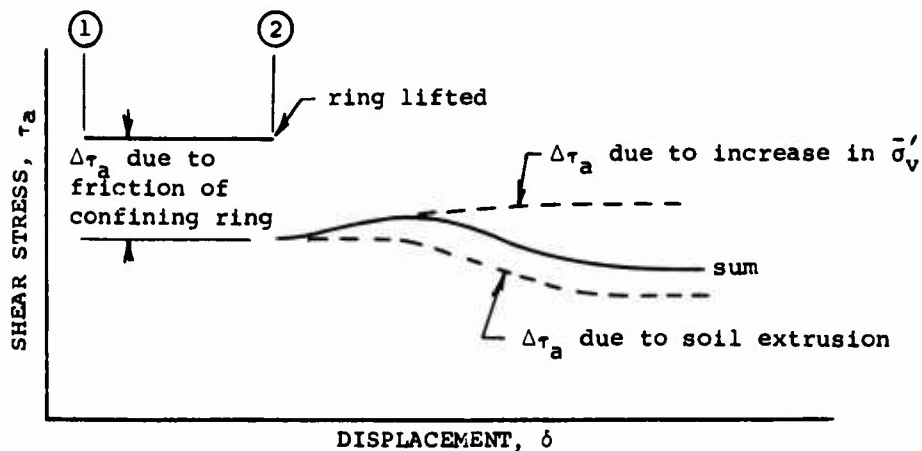 ① ②
ring lifted
Δτa due to
friction of
confining ring
Δτa due to increase in σ̄′v
sum
Δτa due to soil extrusion
SHEAR STRESS, τa
DISPLACEMENT, δ